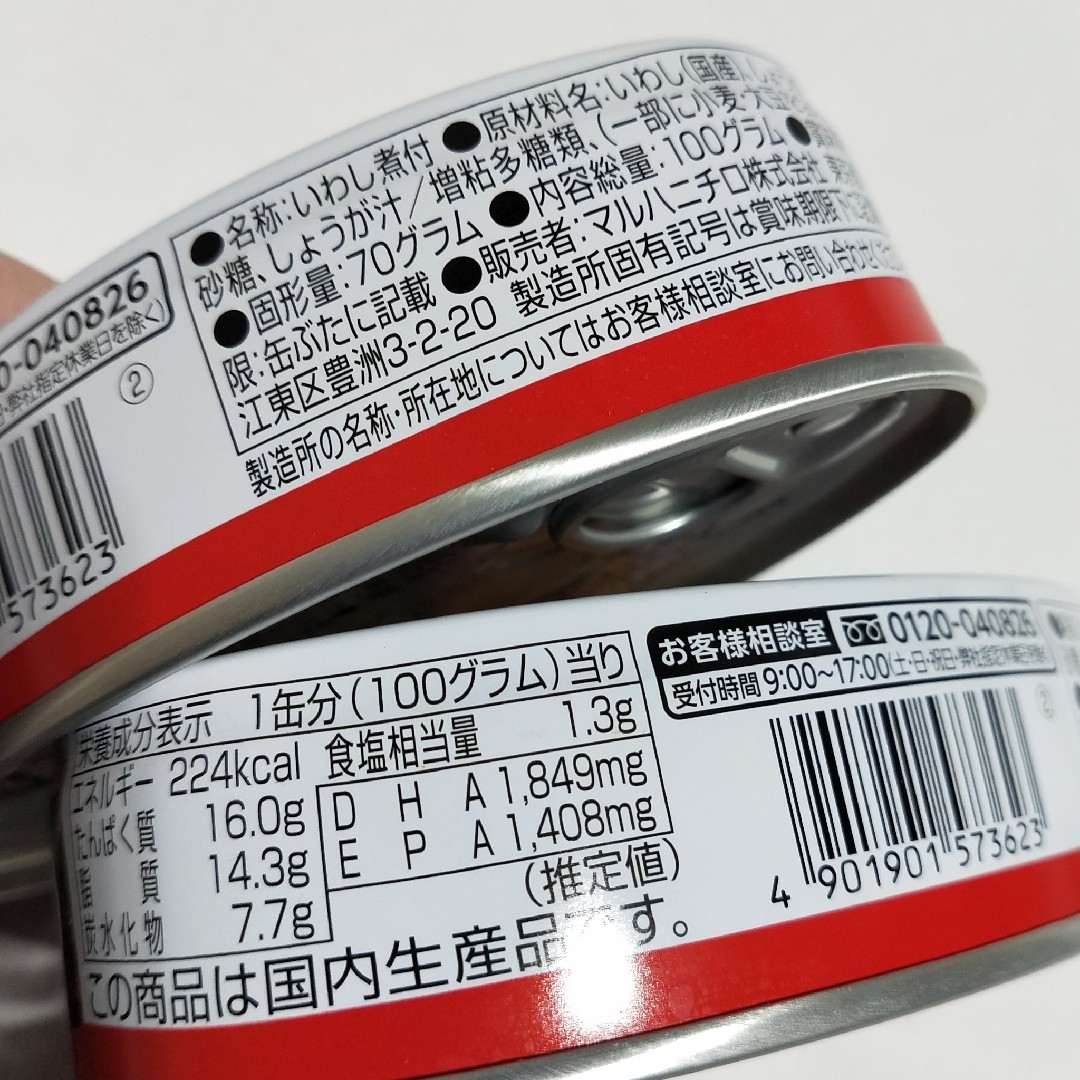 ●名称:いわし煮付 ●原材料名:いわし(国産)、しょ
砂糖、しょうが汁/増粘多糖類、(一部に小麦・大豆を
●固形量:70グラム ●内容総量:100グラム ●賞味
限:缶ぶたに記載 ●販売者:マルハニチロ株式会社 東京
江東区豊洲3-2-20 製造所固有記号は賞味期限下に記
製造所の名称・所在地についてはお客様相談室にお問い合わせくだ
0-040826
日・弊社指定休業日を除く)
②
573623
栄養成分表示 1缶分(100グラム)当り
エネルギー 224kcal
たんぱく質 16.0g
脂質 14.3g
炭水化物 7.7g
食塩相当量 1.3g
DHA 1,849mg
EPA 1,408mg
(推定値)
この商品は国内生産品です。
お客様相談室 0120-040826
受付時間 9:00〜17:00(土・日・祝日・弊社指定休業日を除く)
②
4 901901 573623